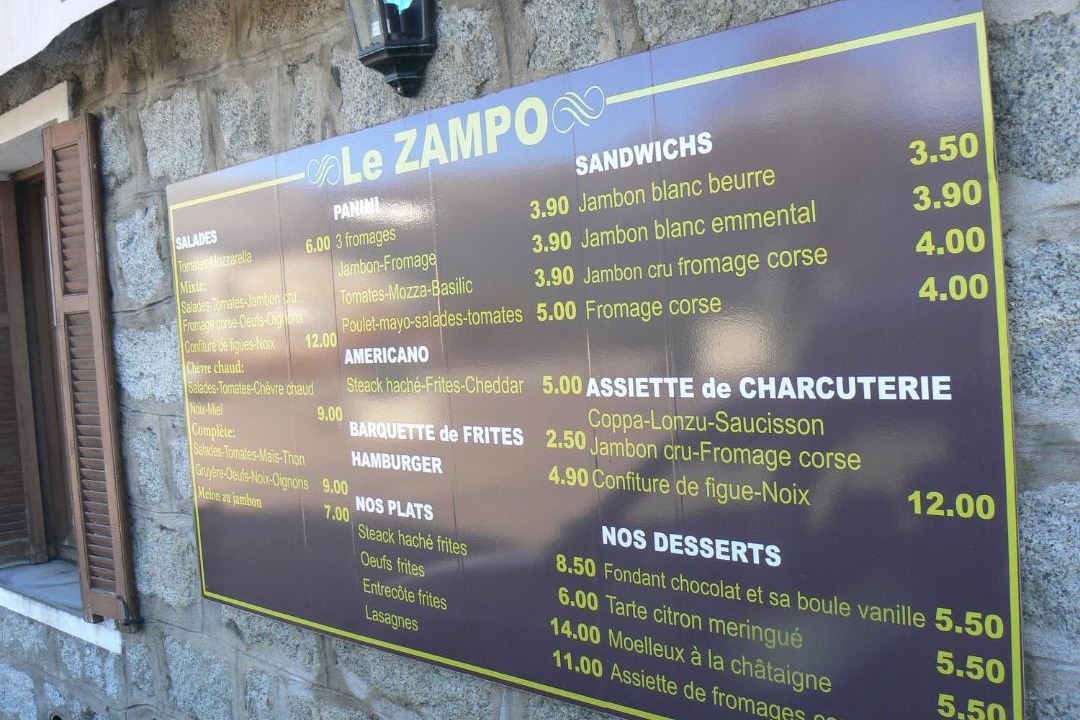 Le ZAMPO
SALADES
Tomates-Mozzarella 6.00
Mixte:
Salades-Tomates-Jambon cru
Fromage corse-Oeufs-Oignons
Confiture de figues-Noix 12.00
Chèvre chaud:
Salades-Tomates-Chèvre chaud
Noix-Miel 9.00
Complète:
Salades-Tomates-Maïs-Thon
Gruyère-Oeufs-Noix-Oignons 9.00
Melon au jambon 7.00
PANINI
3 fromages 3.90
Jambon-Fromage 3.90
Tomates-Mozza-Basilic 3.90
Poulet-mayo-salades-tomates 5.00
AMERICANO
Steack haché-Frites-Cheddar 5.00
BARQUETTE de FRITES 2.50
HAMBURGER 4.90
NOS PLATS
Steack haché frites 8.50
Oeufs frites 6.00
Entrecôte frites 14.00
Lasagnes 11.00
SANDWICHS
Jambon blanc beurre 3.50
Jambon blanc emmental 3.90
Jambon cru fromage corse 4.00
Fromage corse 4.00
ASSIETTE de CHARCUTERIE
Coppa-Lonzu-Saucisson
Jambon cru-Fromage corse
Confiture de figue-Noix 12.00
NOS DESSERTS
Fondant chocolat et sa boule vanille 5.50
Tarte citron meringué 5.50
Moelleux à la châtaigne 5.50
Assiette de fromages